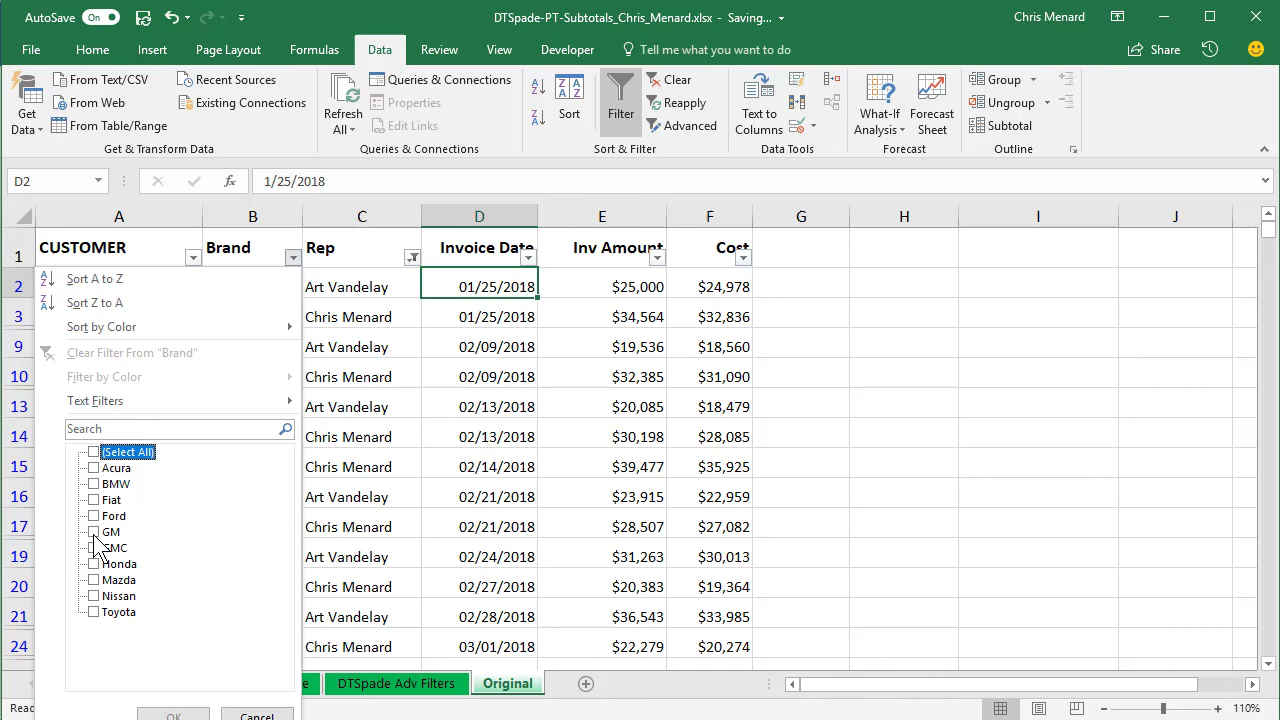 AutoSave On DTSpade-PT-Subtotals_Chris_Menard.xlsx - Saving... Chris Menard
File Home Insert Page Layout Formulas Data Review View Developer Tell me what you want to do Share
Get Data
From Text/CSV
From Web
From Table/Range
Recent Sources
Existing Connections
Get & Transform Data
Refresh All
Queries & Connections
Properties
Edit Links
Queries & Connections
Sort
Filter
Clear
Reapply
Advanced
Sort & Filter
Text to Columns
Data Tools
What-If Analysis
Forecast Sheet
Forecast
Group
Ungroup
Subtotal
Outline
D2 fx 1/25/2018
A B C D E F G H I J
1 CUSTOMER Brand Rep Invoice Date Inv Amount Cost
2 Art Vandelay 01/25/2018 $25,000 $24,978
3 Chris Menard 01/25/2018 $34,564 $32,836
9 Art Vandelay 02/09/2018 $19,536 $18,560
10 Chris Menard 02/09/2018 $32,385 $31,090
13 Art Vandelay 02/13/2018 $20,085 $18,479
14 Chris Menard 02/13/2018 $30,198 $28,085
15 Chris Menard 02/14/2018 $39,477 $35,925
16 Art Vandelay 02/21/2018 $23,915 $22,959
17 Chris Menard 02/21/2018 $28,507 $27,082
19 Art Vandelay 02/24/2018 $31,263 $30,013
20 Chris Menard 02/27/2018 $20,383 $19,364
21 Art Vandelay 02/28/2018 $36,543 $33,985
24 Chris Menard 03/01/2018 $22,279 $20,274
Sort A to Z
Sort Z to A
Sort by Color
Clear Filter From "Brand"
Filter by Color
Text Filters
Search
(Select All)
Acura
BMW
Fiat
Ford
GM
GMC
Honda
Mazda
Nissan
Toyota
OK Cancel
e DTSpade Adv Filters Original
110%